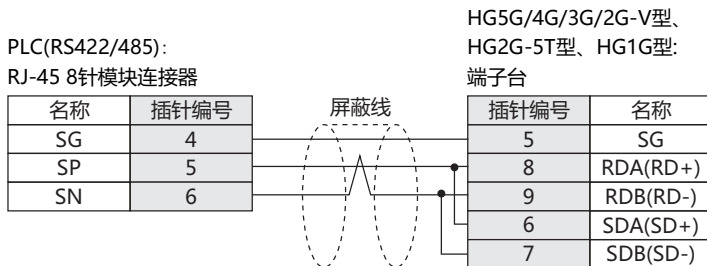 HG5G/4G/3G/2G-V型、
PLC(RS422/485): HG2G-5T型、HG1G型:
RJ-45 8针模块连接器 端子台
名称 插针编号 屏蔽线 插针编号 名称
SG 4 5 SG
SP 5 8 RDA(RD+)
SN 6 9 RDB(RD-)
6 SDA(SD+)
7 SDB(SD-)